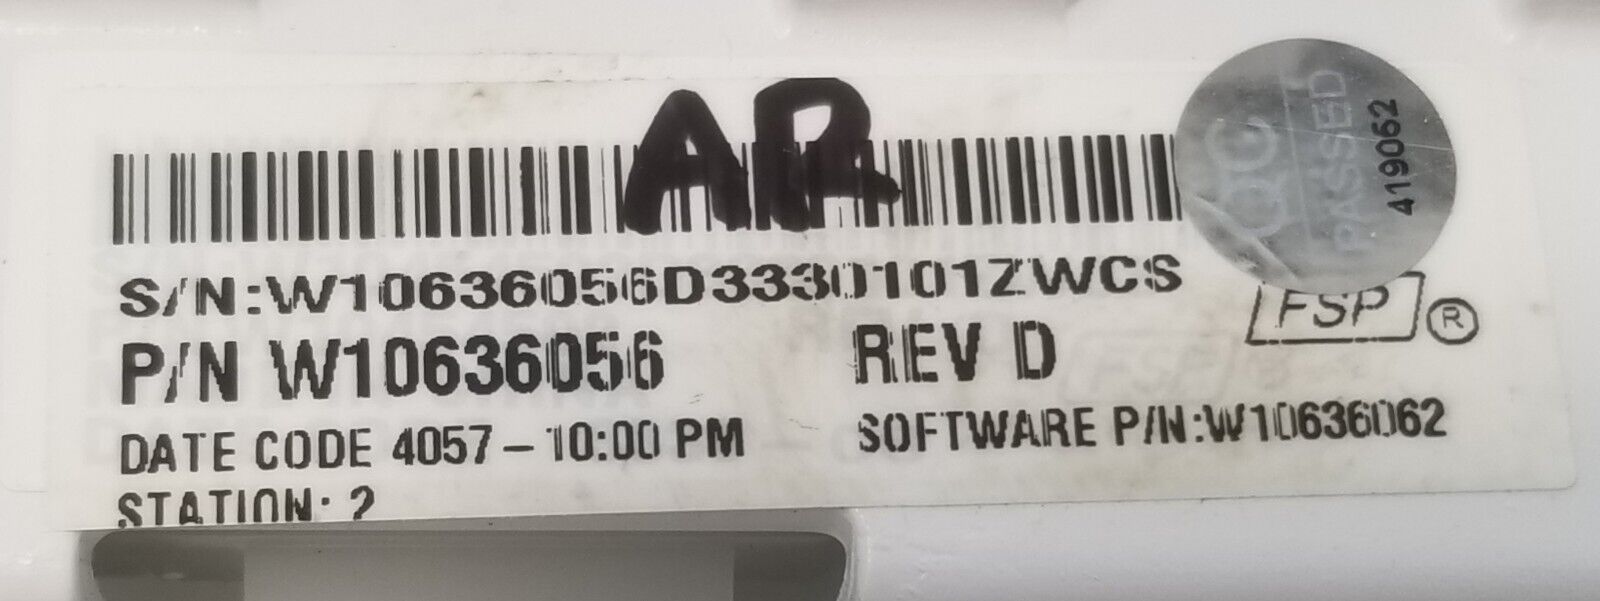 AR
QC
PASSED
419062
S/N:W10636056D3330101ZWCS
P/N W10636056 REV D
FSP ®
DATE CODE 4057 – 10:00 PM
SOFTWARE P/N:W10636062
STATION: 2